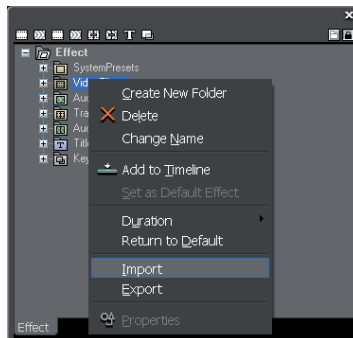 Effect
SystemPresets
Create New Folder
Delete
Change Name
Add to Timeline
Set as Default Effect
Duration
Return to Default
Import
Export
Properties
Effect